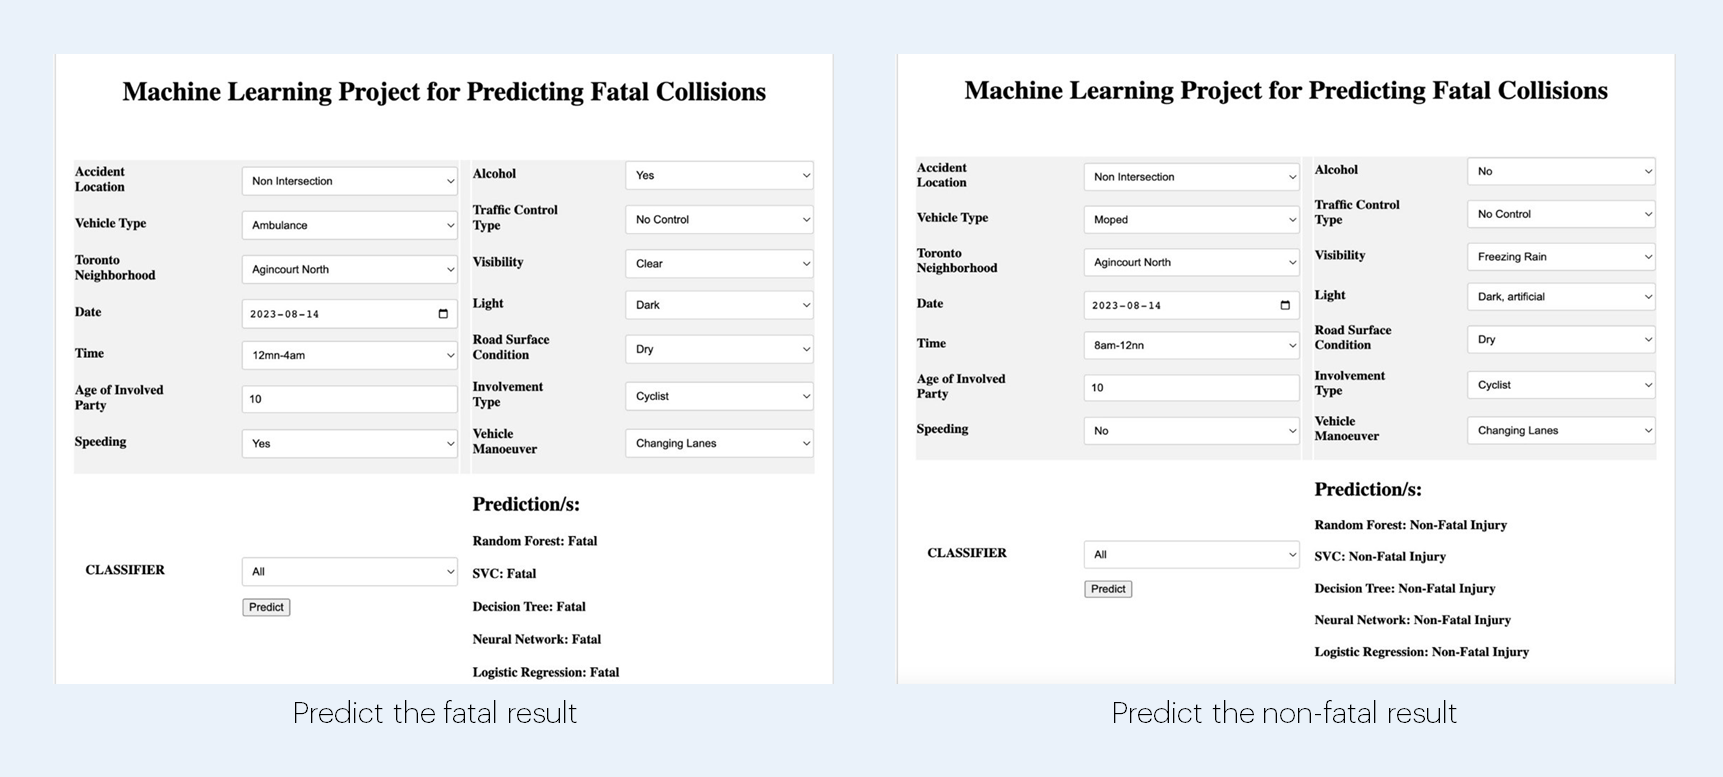 Machine Learning Project for Predicting Fatal Collisions
Accident
Location
Non Intersection
Vehicle Type
Ambulance
Toronto
Neighborhood
Agincourt North
Date
2023-08-14
Time
12mn-4am
Age of Involved
Party
10
Speeding
Yes
Alcohol
Yes
Traffic Control
Type
No Control
Visibility
Clear
Light
Dark
Road Surface
Condition
Dry
Involvement
Type
Cyclist
Vehicle
Manoeuver
Changing Lanes
CLASSIFIER
All
Predict
Prediction/s:
Random Forest: Fatal
SVC: Fatal
Decision Tree: Fatal
Neural Network: Fatal
Logistic Regression: Fatal
Predict the fatal result
Machine Learning Project for Predicting Fatal Collisions
Accident
Location
Non Intersection
Vehicle Type
Moped
Toronto
Neighborhood
Agincourt North
Date
2023-08-14
Time
8am-12nn
Age of Involved
Party
10
Speeding
No
Alcohol
No
Traffic Control
Type
No Control
Visibility
Freezing Rain
Light
Dark, artificial
Road Surface
Condition
Dry
Involvement
Type
Cyclist
Vehicle
Manoeuver
Changing Lanes
CLASSIFIER
All
Predict
Prediction/s:
Random Forest: Non-Fatal Injury
SVC: Non-Fatal Injury
Decision Tree: Non-Fatal Injury
Neural Network: Non-Fatal Injury
Logistic Regression: Non-Fatal Injury
Predict the non-fatal result